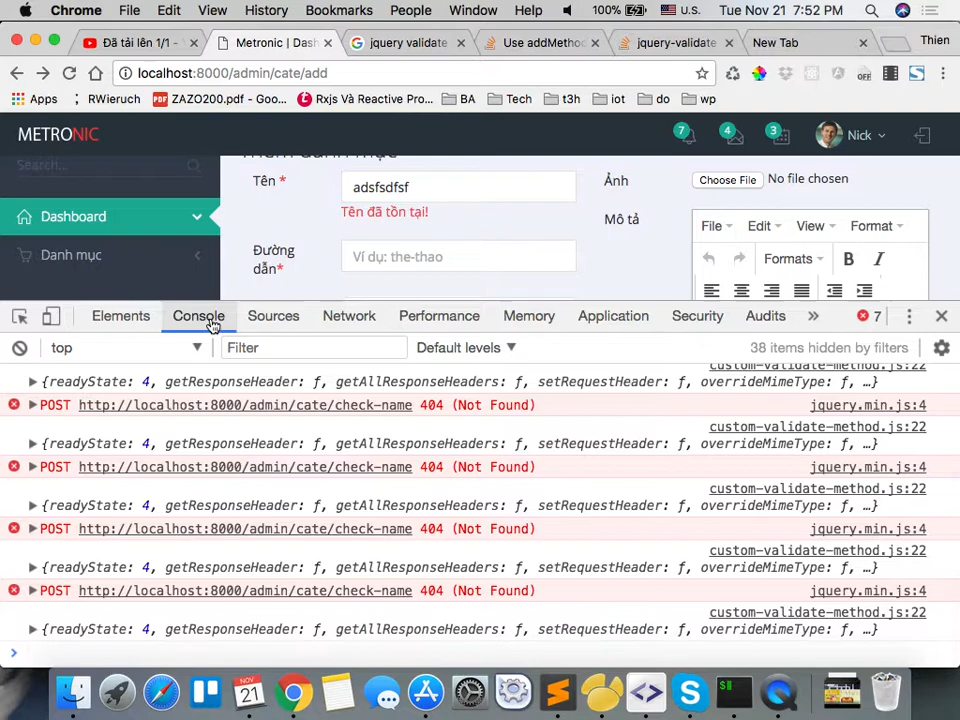 Chrome File Edit View History Bookmarks People Window Help 100% U.S. Tue Nov 21 7:52 PM
Đã tải lên 1/1 - Metronic | Dash jquery validate Use addMetho jquery-validate New Tab Thien
localhost:8000/admin/cate/add
Apps RWieruch PDF ZAZO200.pdf - Goo... Rxjs Và Reactive Pro... BA Tech t3h iot do wp
METRONIC 7 4 3 Nick
Search...
Tên * adsfsdfsf Ảnh Choose File No file chosen
Tên đã tồn tại!
Dashboard Mô tả
File Edit View Format
Danh mục Đường dẫn* Ví dụ: the-thao
Formats B I
Elements Console Sources Network Performance Memory Application Security Audits » 7
top Filter Default levels 38 items hidden by filters
custom-validate-method.js:22
{readyState: 4, getResponseHeader: ƒ, getAllResponseHeaders: ƒ, setRequestHeader: ƒ, overrideMimeType: ƒ, …}
POST http://localhost:8000/admin/cate/check-name 404 (Not Found) jquery.min.js:4
custom-validate-method.js:22
{readyState: 4, getResponseHeader: ƒ, getAllResponseHeaders: ƒ, setRequestHeader: ƒ, overrideMimeType: ƒ, …}
POST http://localhost:8000/admin/cate/check-name 404 (Not Found) jquery.min.js:4
custom-validate-method.js:22
{readyState: 4, getResponseHeader: ƒ, getAllResponseHeaders: ƒ, setRequestHeader: ƒ, overrideMimeType: ƒ, …}
POST http://localhost:8000/admin/cate/check-name 404 (Not Found) jquery.min.js:4
custom-validate-method.js:22
{readyState: 4, getResponseHeader: ƒ, getAllResponseHeaders: ƒ, setRequestHeader: ƒ, overrideMimeType: ƒ, …}
POST http://localhost:8000/admin/cate/check-name 404 (Not Found) jquery.min.js:4
custom-validate-method.js:22
{readyState: 4, getResponseHeader: ƒ, getAllResponseHeaders: ƒ, setRequestHeader: ƒ, overrideMimeType: ƒ, …}
NOV
21